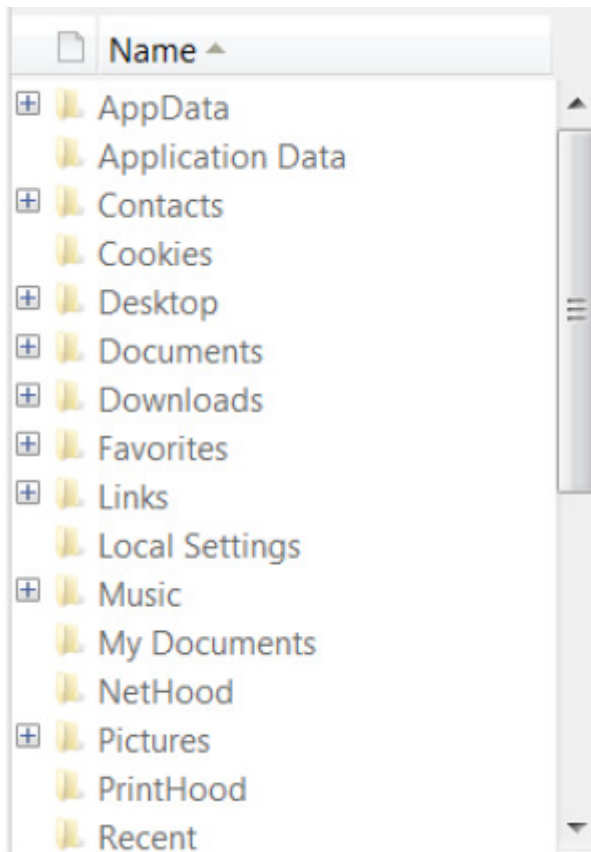 Name
AppData
Application Data
Contacts
Cookies
Desktop
Documents
Downloads
Favorites
Links
Local Settings
Music
My Documents
NetHood
Pictures
PrintHood
Recent